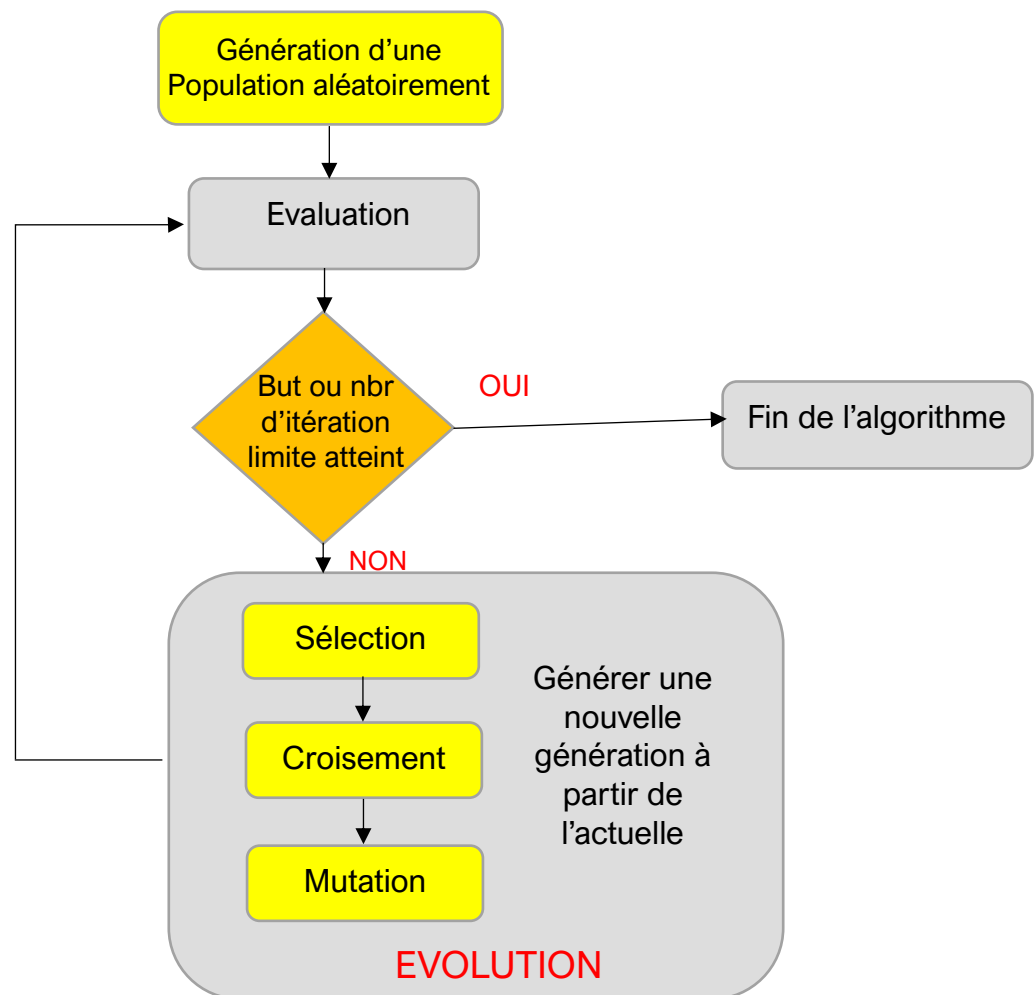 Génération d’une
Population aléatoirement
Evaluation
But ou nbr
d’itération
limite atteint
OUI
Fin de l’algorithme
NON
Sélection
Croisement
Mutation
Générer une
nouvelle
génération à
partir de
l’actuelle
EVOLUTION